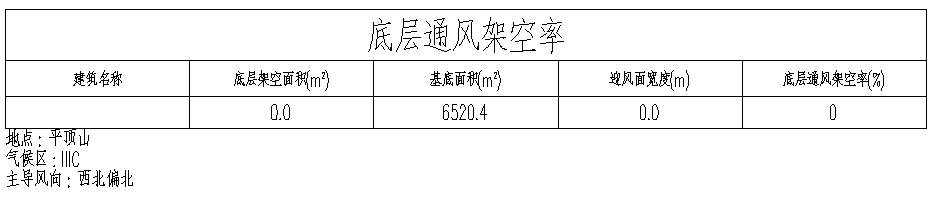 底层通风架空率
建筑名称 底层架空面积(m²) 基底面积(m²) 迎风面宽度(m) 底层通风架空率(%)
0.0 6520.4 0.0 0
地点：平顶山
气候区：IIIC
主导风向：西北偏北